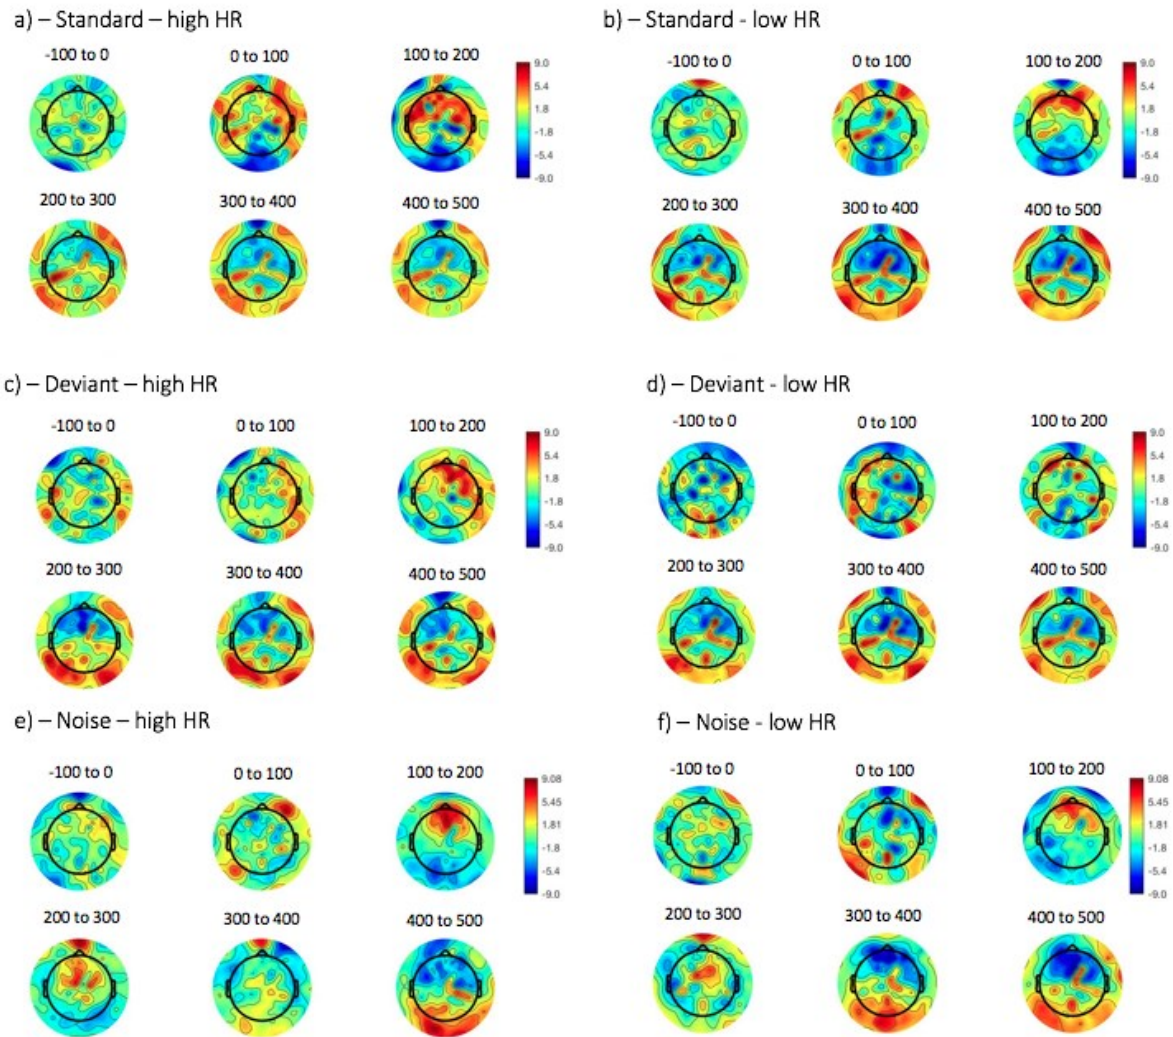 a) – Standard – high HR
-100 to 0
0 to 100
100 to 200
9.0
5.4
1.8
-1.8
-5.4
-9.0
200 to 300
300 to 400
400 to 500
b) – Standard - low HR
-100 to 0
0 to 100
100 to 200
9.0
5.4
1.8
-1.8
-5.4
-9.0
200 to 300
300 to 400
400 to 500
c) – Deviant – high HR
-100 to 0
0 to 100
100 to 200
9.0
5.4
1.8
-1.8
-5.4
-9.0
200 to 300
300 to 400
400 to 500
d) – Deviant - low HR
-100 to 0
0 to 100
100 to 200
9.0
5.4
1.8
-1.8
-5.4
-9.0
200 to 300
300 to 400
400 to 500
e) – Noise – high HR
-100 to 0
0 to 100
100 to 200
9.08
5.45
1.81
-1.8
-5.4
-9.0
200 to 300
300 to 400
400 to 500
f) – Noise - low HR
-100 to 0
0 to 100
100 to 200
9.08
5.45
1.81
-1.8
-5.4
-9.0
200 to 300
300 to 400
400 to 500